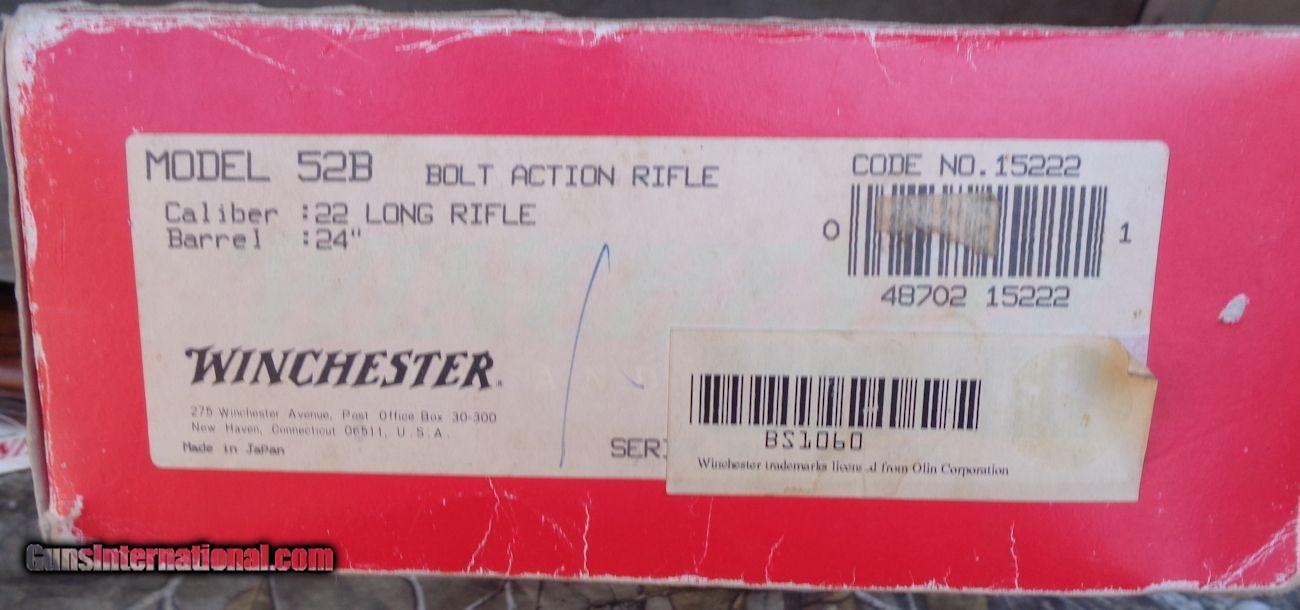 MODEL 52B BOLT ACTION RIFLE
Caliber :22 LONG RIFLE
Barrel :24"
CODE NO.15222
0 1
48702 15222
WINCHESTER
275 Winchester Avenue, Post Office Box 30-300
New Haven, Connecticut 06511, U.S.A.
Made in Japan
SERI
BS1060
Winchester trademarks licens d from Olin Corporation
GunsInternational.com